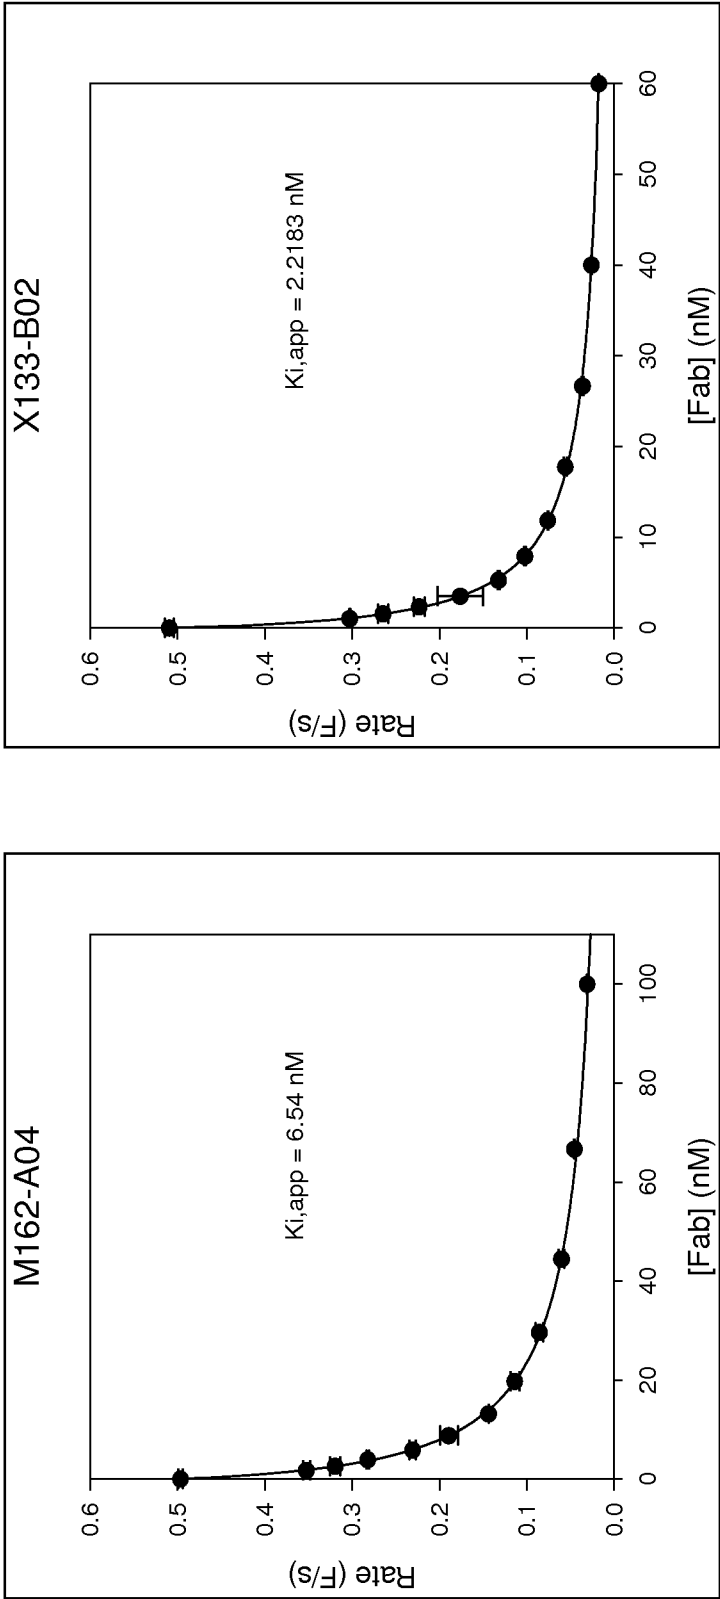 M162-A04
Rate (F/s)
0.6
0.5
0.4
0.3
0.2
0.1
0.0
Ki,app = 6.54 nM
0 20 40 60 80 100
[Fab] (nM)
X133-B02
Rate (F/s)
0.6
0.5
0.4
0.3
0.2
0.1
0.0
Ki,app = 2.2183 nM
0 10 20 30 40 50 60
[Fab] (nM)